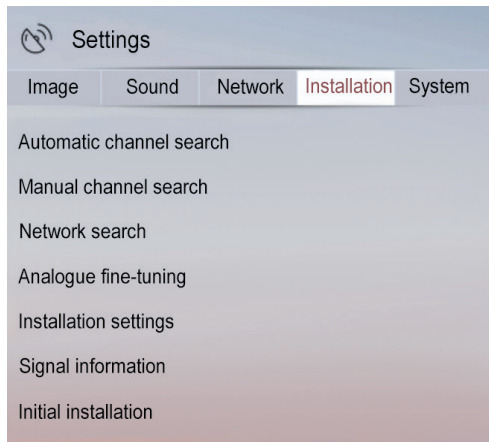 Settings
Image Sound Network Installation System
Automatic channel search
Manual channel search
Network search
Analogue fine-tuning
Installation settings
Signal information
Initial installation